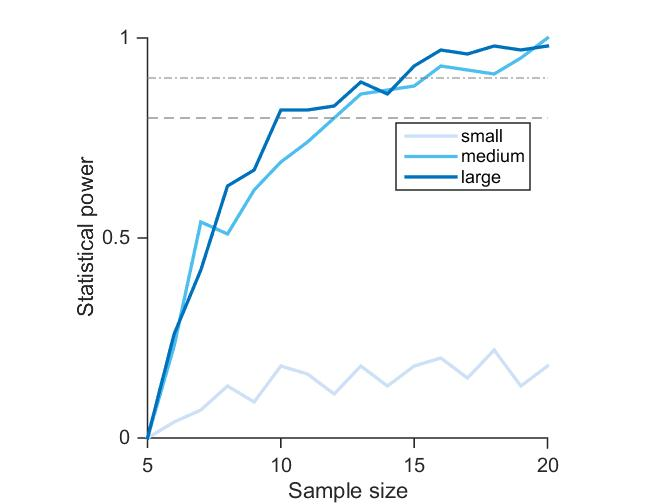 1
0.5
0
Statistical power
small
medium
large
5 10 15 20
Sample size